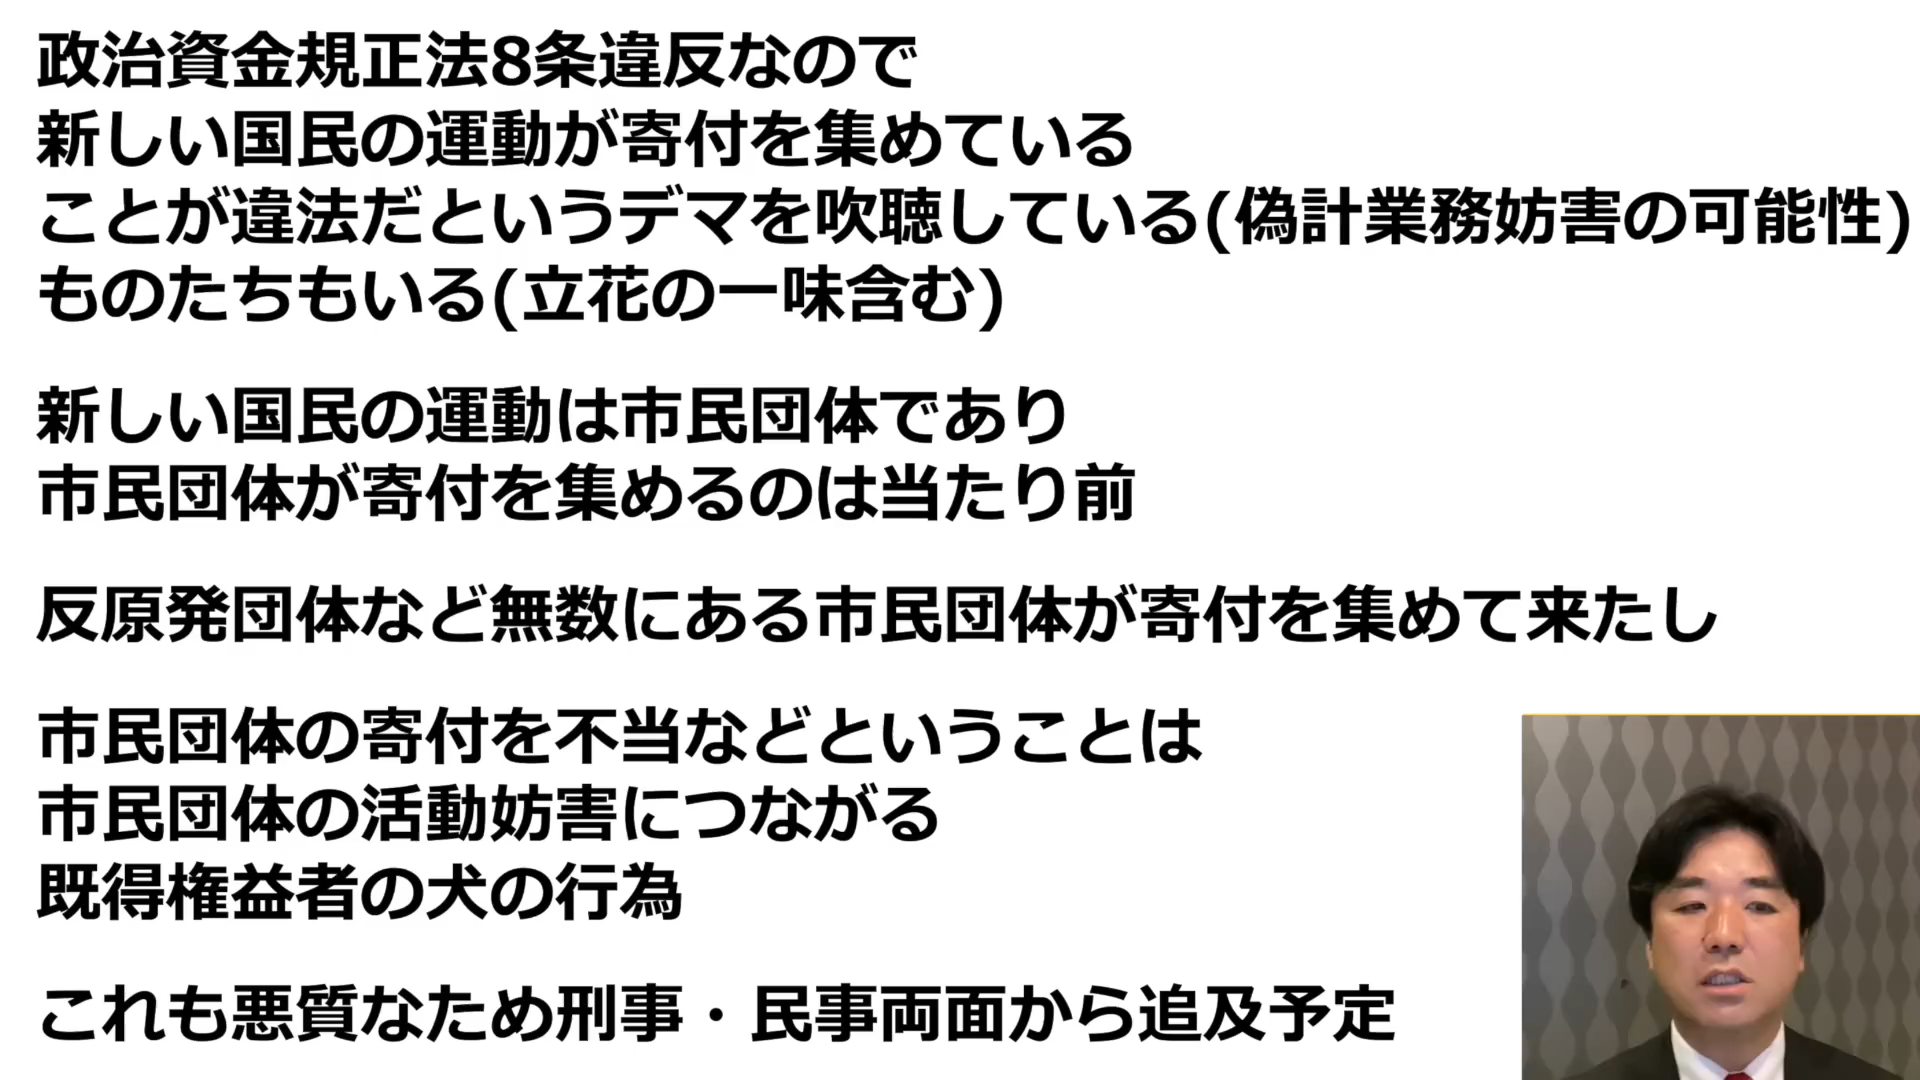 政治資金規正法8条違反なので
新しい国民の運動が寄付を集めている
ことが違法だというデマを吹聴している(偽計業務妨害の可能性)
ものたちもいる(立花の一味含む)
新しい国民の運動は市民団体であり
市民団体が寄付を集めるのは当たり前
反原発団体など無数にある市民団体が寄付を集めて来たし
市民団体の寄付を不当などということは
市民団体の活動妨害につながる
既得権益者の犬の行為
これも悪質なため刑事・民事両面から追及予定